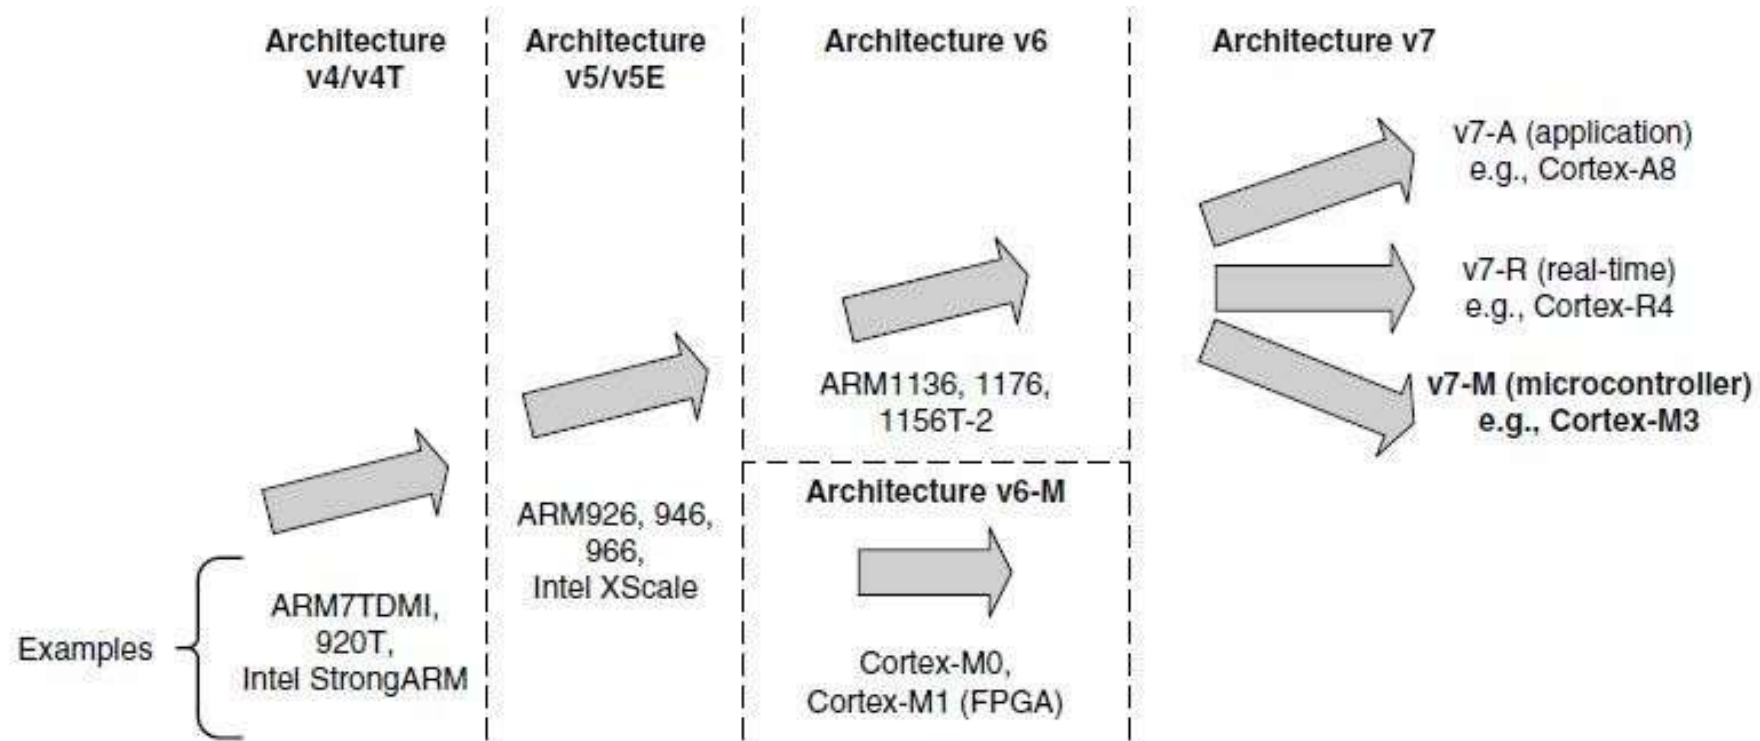 Architecture
v4/v4T
Architecture
v5/v5E
Architecture v6
Architecture v7
v7-A (application)
e.g., Cortex-A8
v7-R (real-time)
e.g., Cortex-R4
v7-M (microcontroller)
e.g., Cortex-M3
ARM1136, 1176,
1156T-2
Architecture v6-M
Cortex-M0,
Cortex-M1 (FPGA)
ARM926, 946,
966,
Intel XScale
Examples
ARM7TDMI,
920T,
Intel StrongARM